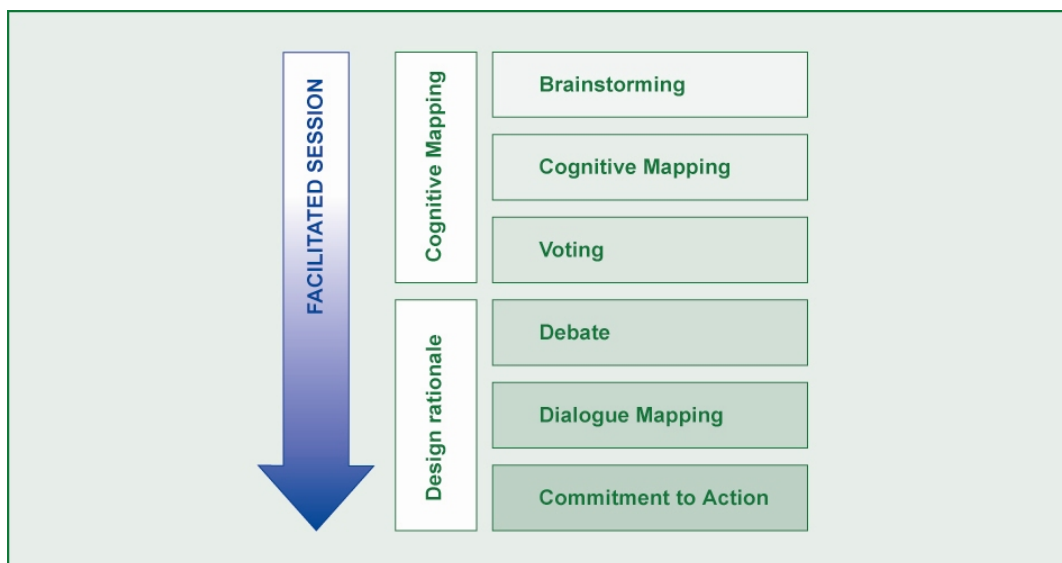 FACILITATED SESSION
Cognitive Mapping
Brainstorming
Cognitive Mapping
Voting
Design rationale
Debate
Dialogue Mapping
Commitment to Action